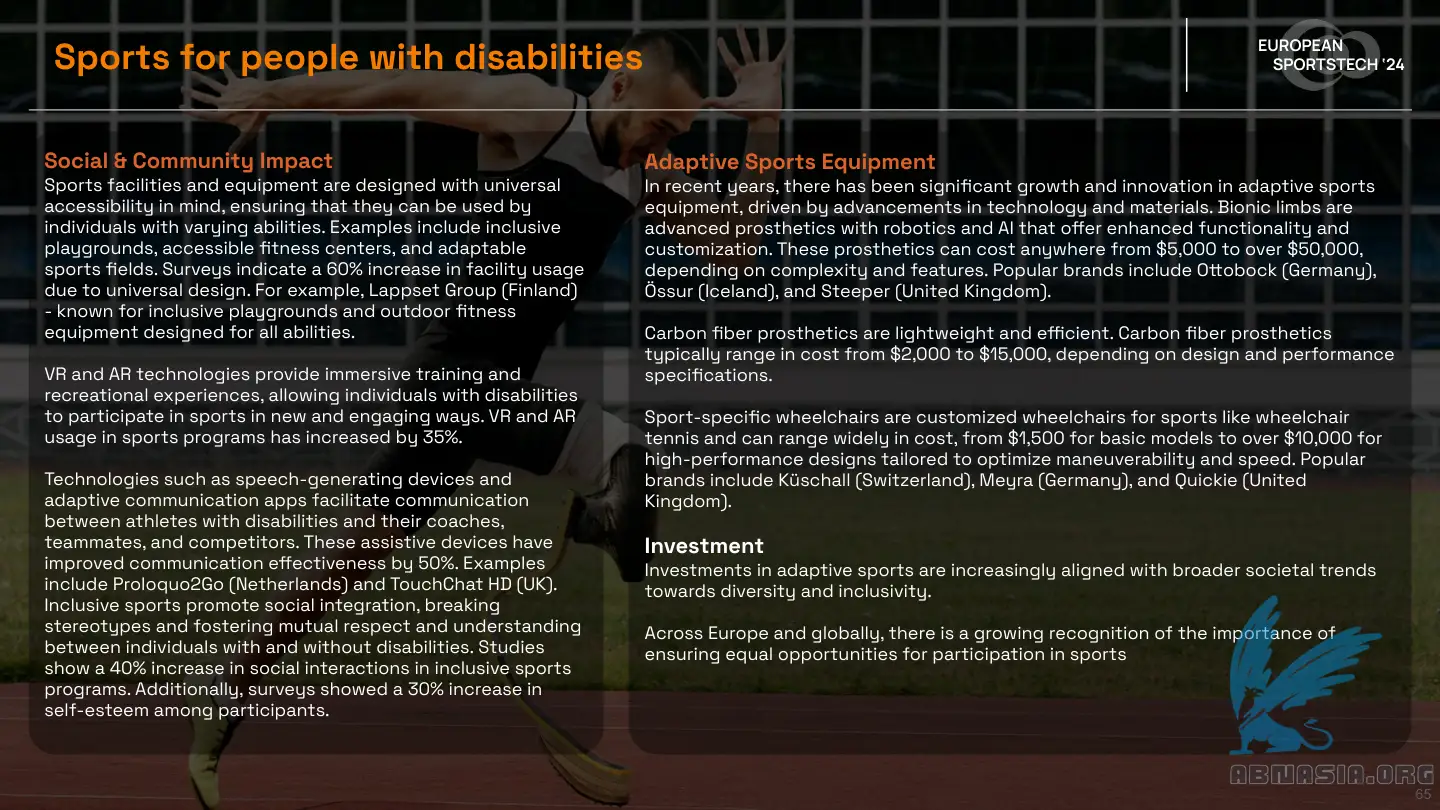 Sports for people with disabilities
EUROPEAN
SPORTSTECH '24
Social & Community Impact
Sports facilities and equipment are designed with universal
accessibility in mind, ensuring that they can be used by
individuals with varying abilities. Examples include inclusive
playgrounds, accessible fitness centers, and adaptable
sports fields. Surveys indicate a 60% increase in facility usage
due to universal design. For example, Lappset Group (Finland)
- known for inclusive playgrounds and outdoor fitness
equipment designed for all abilities.
VR and AR technologies provide immersive training and
recreational experiences, allowing individuals with disabilities
to participate in sports in new and engaging ways. VR and AR
usage in sports programs has increased by 35%.
Technologies such as speech-generating devices and
adaptive communication apps facilitate communication
between athletes with disabilities and their coaches,
teammates, and competitors. These assistive devices have
improved communication effectiveness by 50%. Examples
include Proloquo2Go (Netherlands) and TouchChat HD (UK).
Inclusive sports promote social integration, breaking
stereotypes and fostering mutual respect and understanding
between individuals with and without disabilities. Studies
show a 40% increase in social interactions in inclusive sports
programs. Additionally, surveys showed a 30% increase in
self-esteem among participants.
Adaptive Sports Equipment
In recent years, there has been significant growth and innovation in adaptive sports
equipment, driven by advancements in technology and materials. Bionic limbs are
advanced prosthetics with robotics and AI that offer enhanced functionality and
customization. These prosthetics can cost anywhere from $5,000 to over $50,000,
depending on complexity and features. Popular brands include Ottobock (Germany),
Össur (Iceland), and Steeper (United Kingdom).
Carbon fiber prosthetics are lightweight and efficient. Carbon fiber prosthetics
typically range in cost from $2,000 to $15,000, depending on design and performance
specifications.
Sport-specific wheelchairs are customized wheelchairs for sports like wheelchair
tennis and can range widely in cost, from $1,500 for basic models to over $10,000 for
high-performance designs tailored to optimize maneuverability and speed. Popular
brands include Küschall (Switzerland), Meyra (Germany), and Quickie (United
Kingdom).
Investment
Investments in adaptive sports are increasingly aligned with broader societal trends
towards diversity and inclusivity.
Across Europe and globally, there is a growing recognition of the importance of
ensuring equal opportunities for participation in sports
ABNASIA.ORG
65